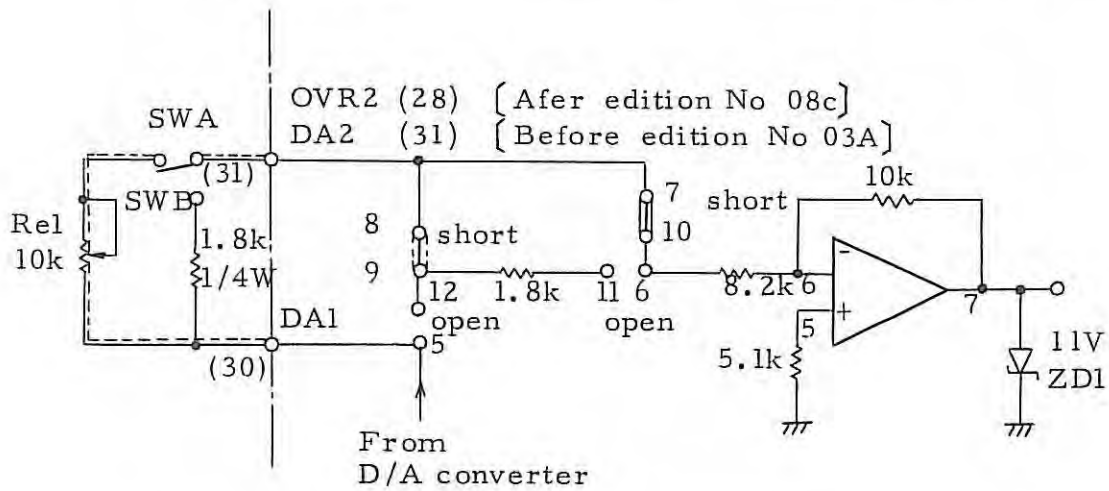 OVR2 (28) [Afer edition No 08c]
DA2 (31) [Before edition No 03A]
SWA
(31)
SWB
Rel
10k
1.8k
1/4W
DA1
(30)
8
short
9
12
open
5
1.8k
11
6
open
7
10
short
8.2k
10k
6
-
+
5
5.1k
7
11V
ZD1
From
D/A converter